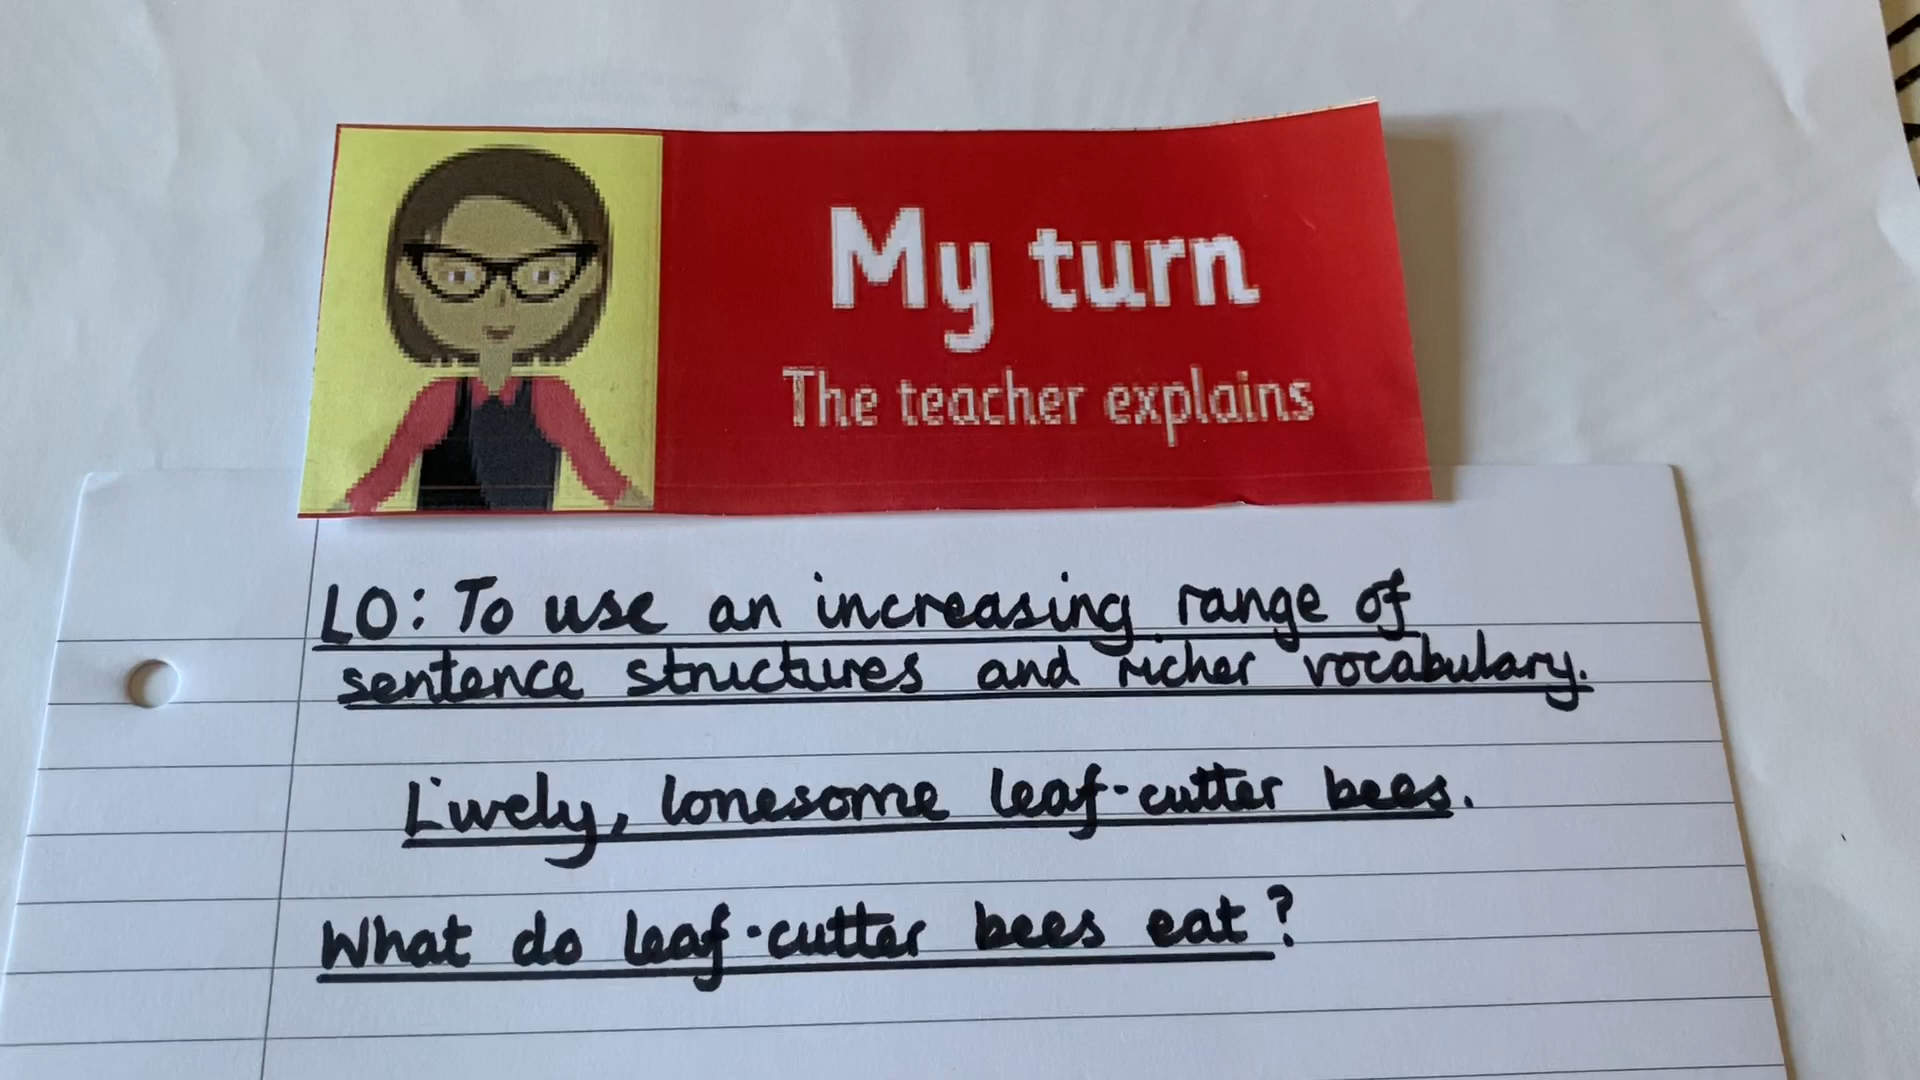 My turn
The teacher explains
LO: To use an increasing range of
sentence structures and richer vocabulary.
Lively, lonesome leaf-cutter bees.
What do leaf-cutter bees eat?